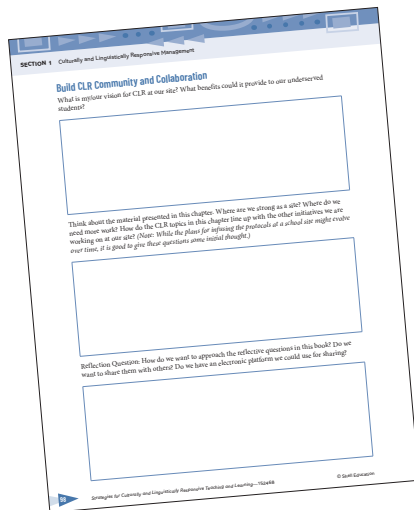 SECTION 1 Culturally and Linguistically Responsive Management
Build CLR Community and Collaboration
What is my/our vision for CLR at our site? What benefits could it provide to our underserved
students?
Think about the material presented in this chapter. Where are we strong as a site? Where do we
need more work? How do the CLR topics in this chapter line up with the other initiatives we are
working on at our site? (Note: While the plans for infusing the protocols at a school site might evolve
over time, it is good to give these questions some initial thought.)
Reflection Question: How do we want to approach the reflective questions in this book? Do we
want to share them with others? Do we have an electronic platform we could use for sharing?
98 Strategies for Culturally and Linguistically Responsive Teaching and Learning— © Shell Education